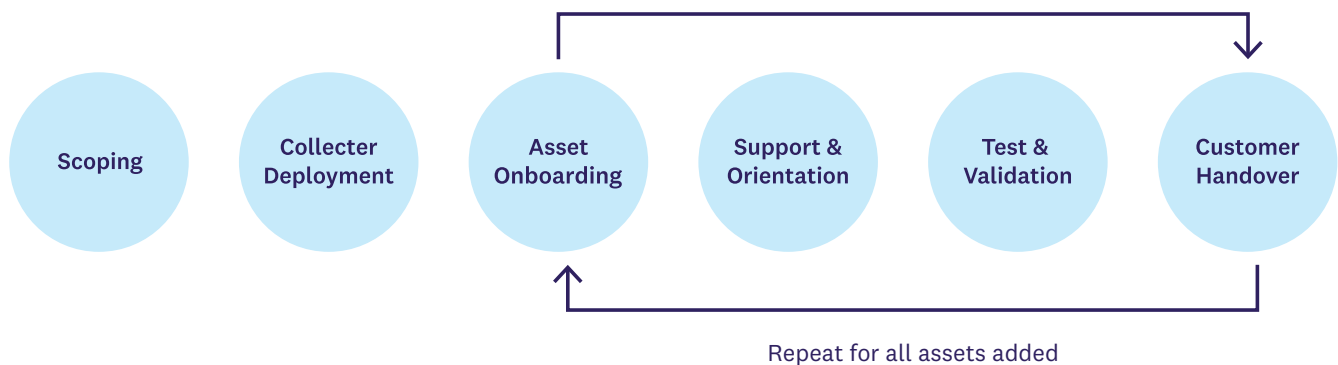 Scoping
Collecter
Deployment
Asset
Onboarding
Support &
Orientation
Test &
Validation
Customer
Handover
Repeat for all assets added